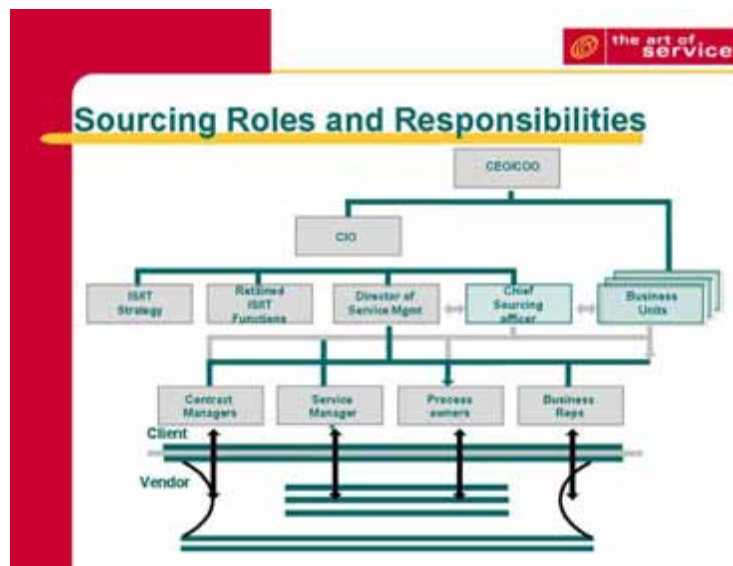 the art of
service
Sourcing Roles and Responsibilities
CEO/COO
CIO
IS/IT
Strategy
Retained
IS/IT
Functions
Director of
Service Mgmt
Chief
Sourcing
officer
Business
Units
Contract
Managers
Service
Manager
Process
owners
Business
Reps
Client
Vendor